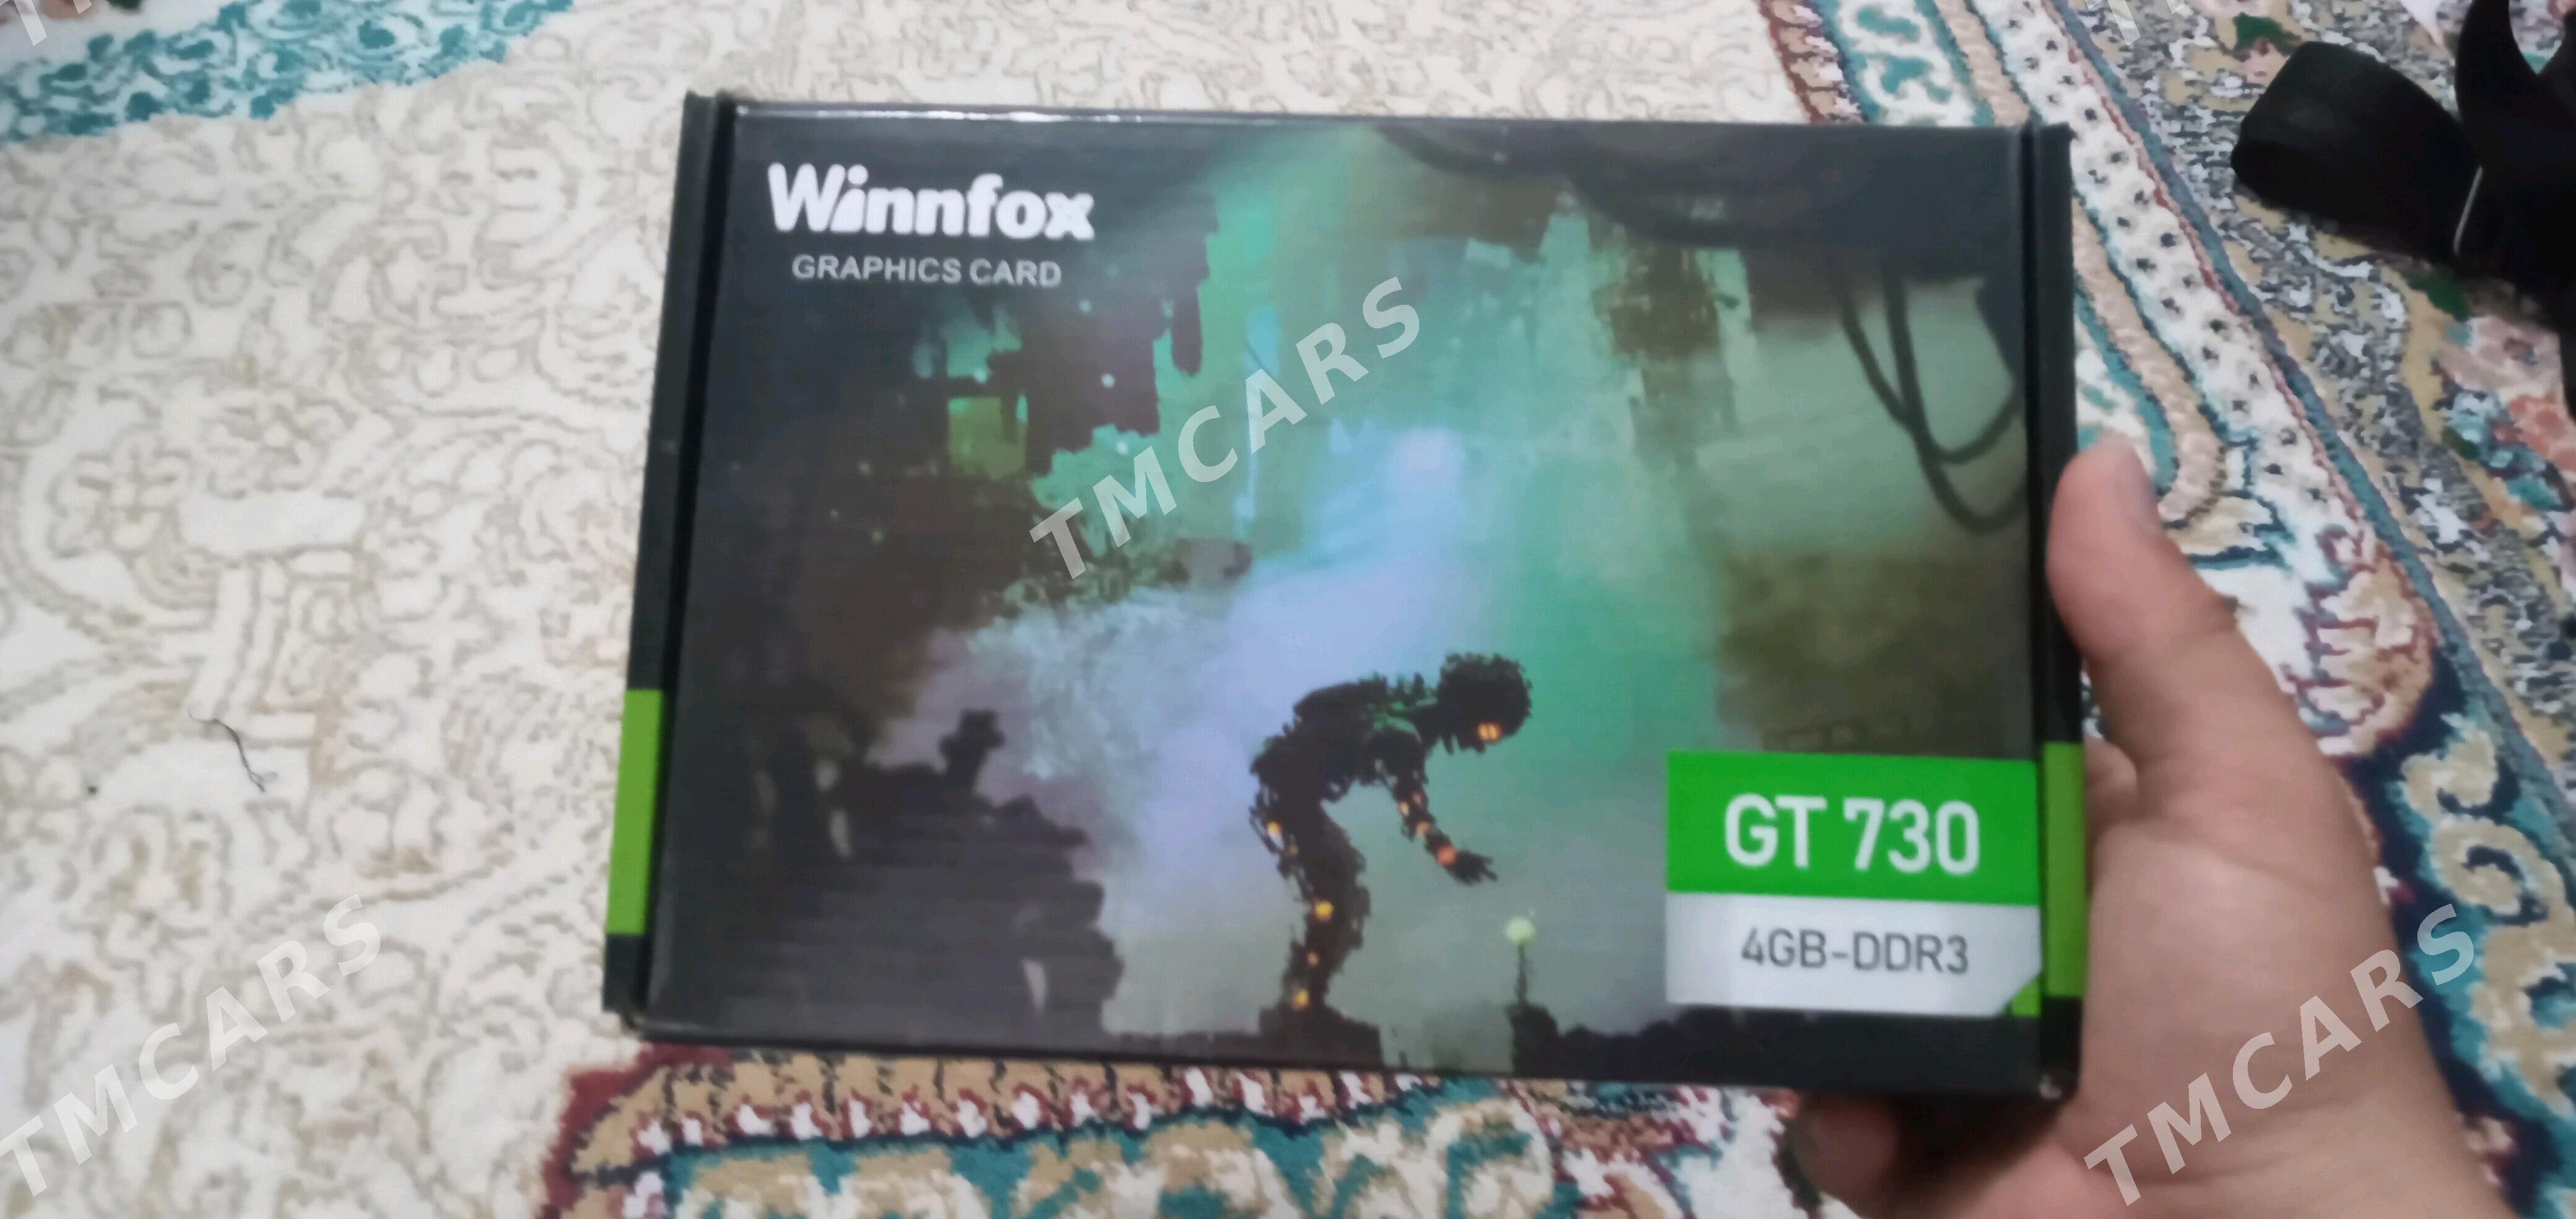 Winnfox
GRAPHICS CARD
TMCARS
GT 730
4GB-DDR3
TMCARS
TMCARS